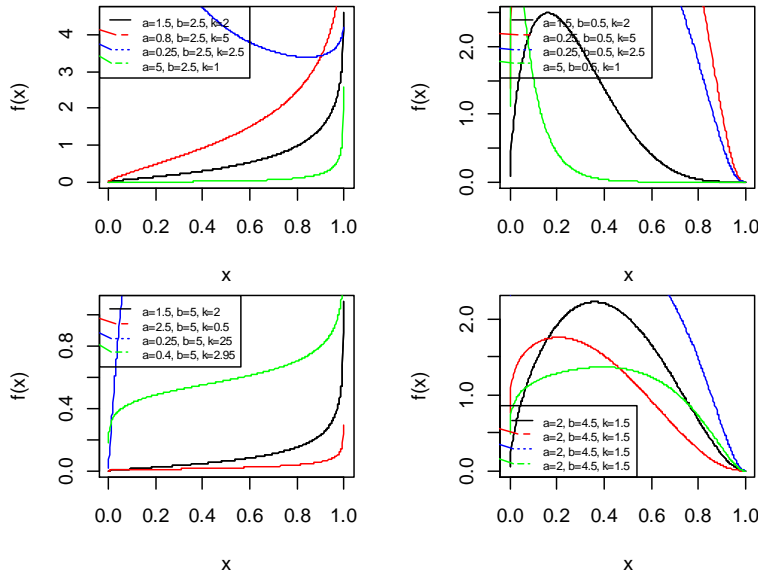 a=1.5, b=2.5, k=2
a=0.8, b=2.5, k=5
a=0.25, b=2.5, k=2.5
a=5, b=2.5, k=1
f(x)
4
3
2
1
0
0.0 0.2 0.4 0.6 0.8 1.0
x
a=1.5, b=0.5, k=2
a=0.25, b=0.5, k=5
a=0.25, b=0.5, k=2.5
a=5, b=0.5, k=1
f(x)
2.0
1.0
0.0
0.0 0.2 0.4 0.6 0.8 1.0
x
a=1.5, b=5, k=2
a=2.5, b=5, k=0.5
a=0.25, b=5, k=25
a=0.4, b=5, k=2.95
f(x)
0.8
0.4
0.0
0.0 0.2 0.4 0.6 0.8 1.0
x
f(x)
2.0
1.0
0.0
a=2, b=4.5, k=1.5
a=2, b=4.5, k=1.5
a=2, b=4.5, k=1.5
a=2, b=4.5, k=1.5
0.0 0.2 0.4 0.6 0.8 1.0
x